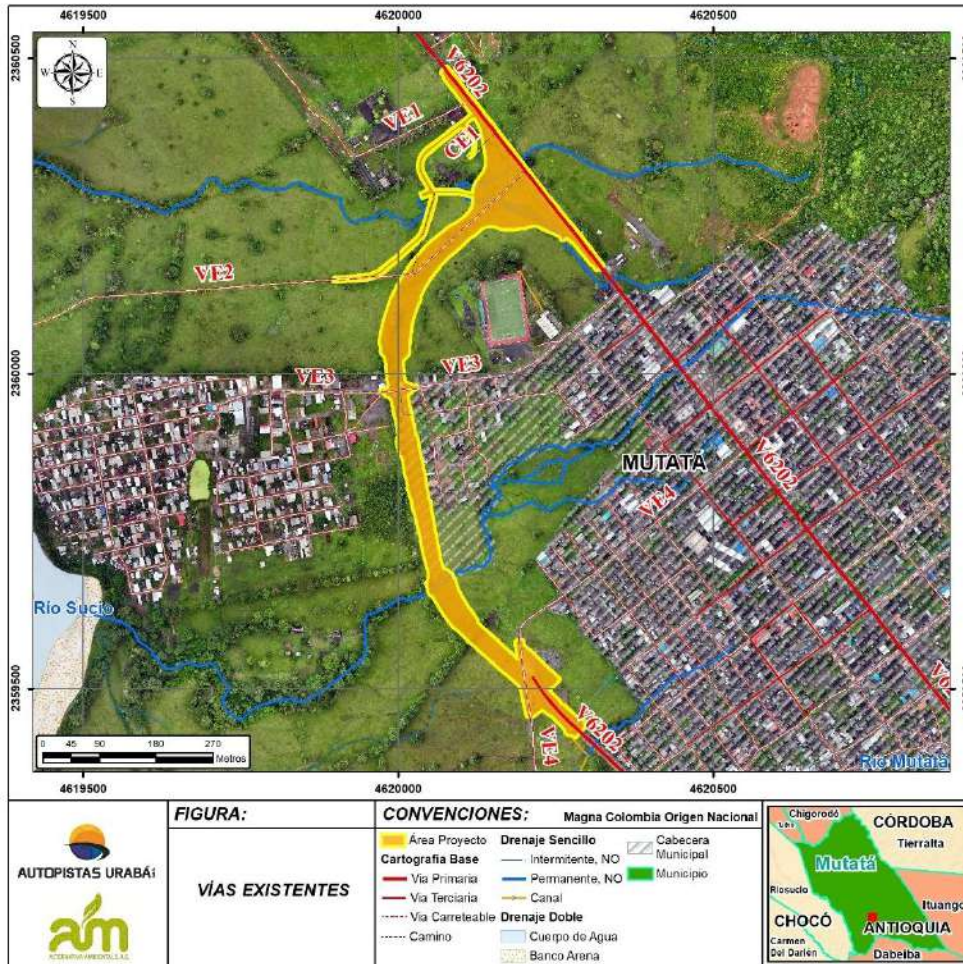 4619500
4620000
4620500
2360500
N
W
E
S
V6202
VE1
CE1
VE2
VE3
VE3
2360000
MUTATÁ
V6202
VE4
Río Sucio
2359500
V6202
VE4
0 45 90 180 270
Metros
Río Mutatá
4619500
4620000
4620500
AUTOPISTAS URABÁ
FIGURA:
VÍAS EXISTENTES
CONVENCIONES:
Magna Colombia Origen Nacional
Área Proyecto
Cartografía Base
Via Primaria
Via Terciaria
Via Carreteable
Camino
Drenaje Sencillo
Intermitente, NO
Permanente, NO
Canal
Drenaje Doble
Cuerpo de Agua
Banco Arena
Cabecera
Municipal
Municipio
Chigorodó
CÓRDOBA
Tierralta
Mutatá
Riosucio
Ituango
CHOCÓ
ANTIOQUIA
Carmen
Del Darién
Dabeiba